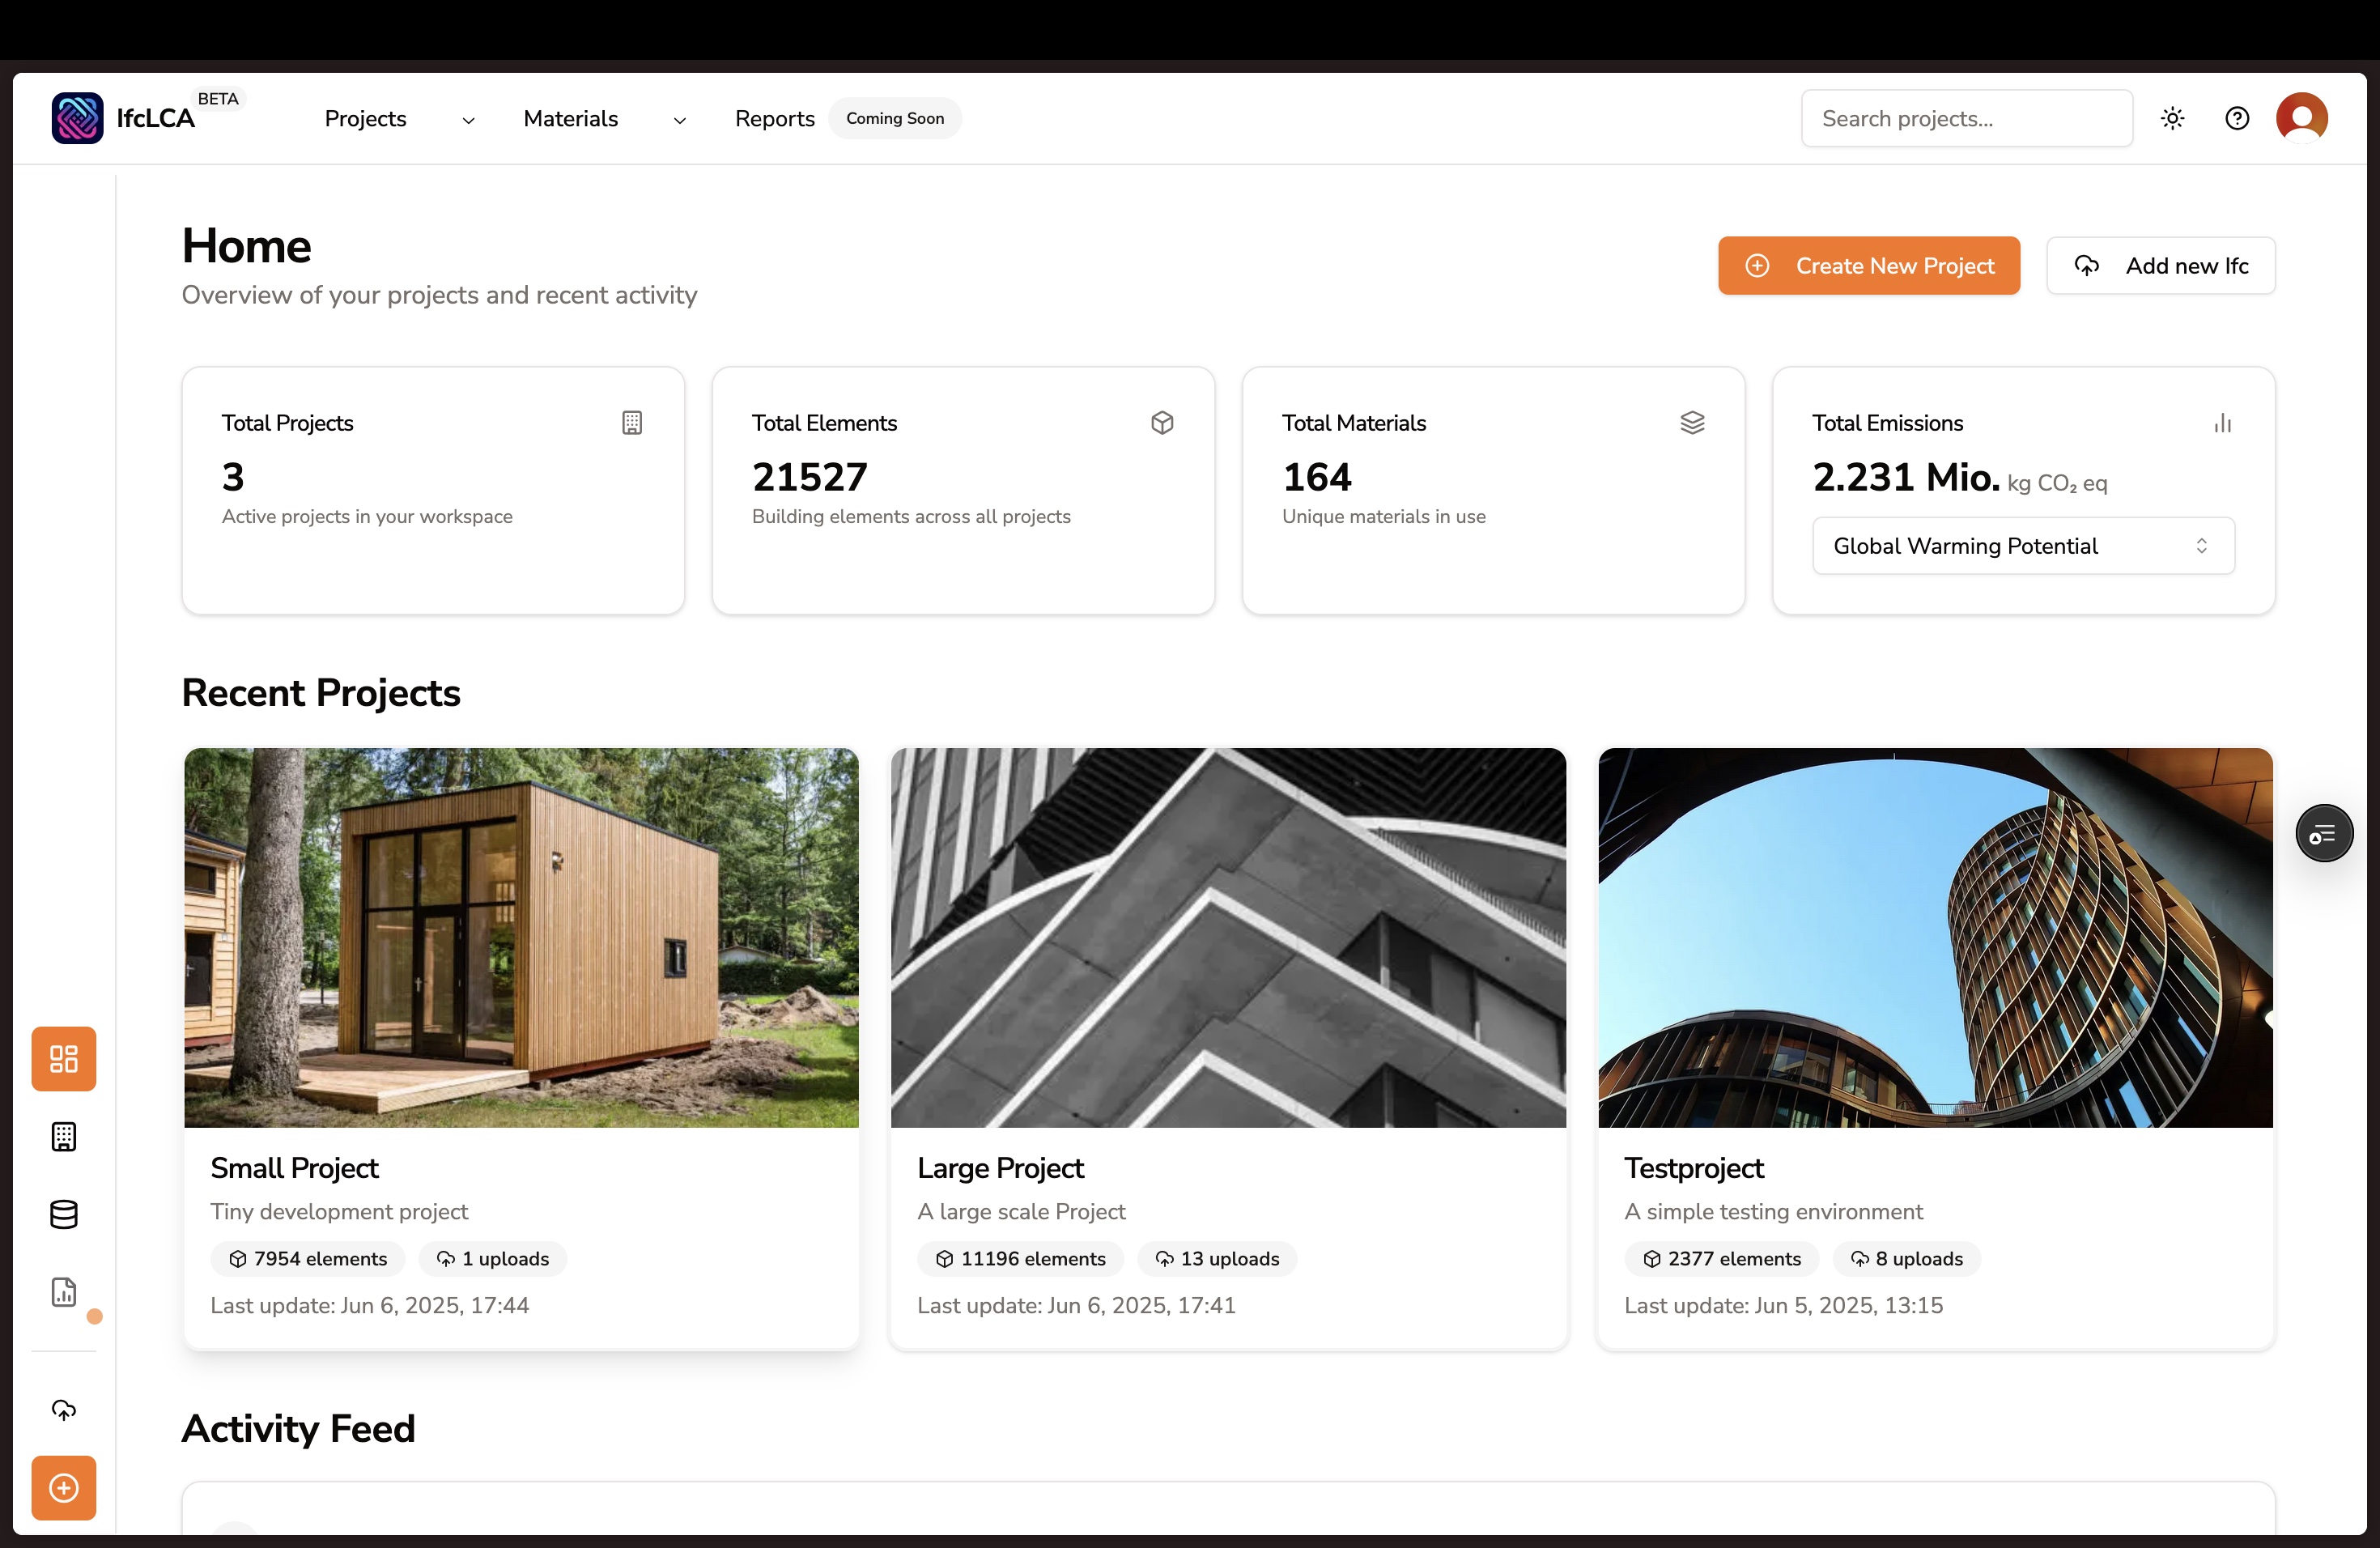 IfcLCA BETA
Projects
Materials
Reports Coming Soon
Search projects...
Home
Overview of your projects and recent activity
Create New Project
Add new Ifc
Total Projects
3
Active projects in your workspace
Total Elements
21527
Building elements across all projects
Total Materials
164
Unique materials in use
Total Emissions
2.231 Mio. kg CO₂ eq
Global Warming Potential
Recent Projects
Small Project
Tiny development project
7954 elements
1 uploads
Last update: Jun 6, 2025, 17:44
Large Project
A large scale Project
11196 elements
13 uploads
Last update: Jun 6, 2025, 17:41
Testproject
A simple testing environment
2377 elements
8 uploads
Last update: Jun 5, 2025, 13:15
Activity Feed